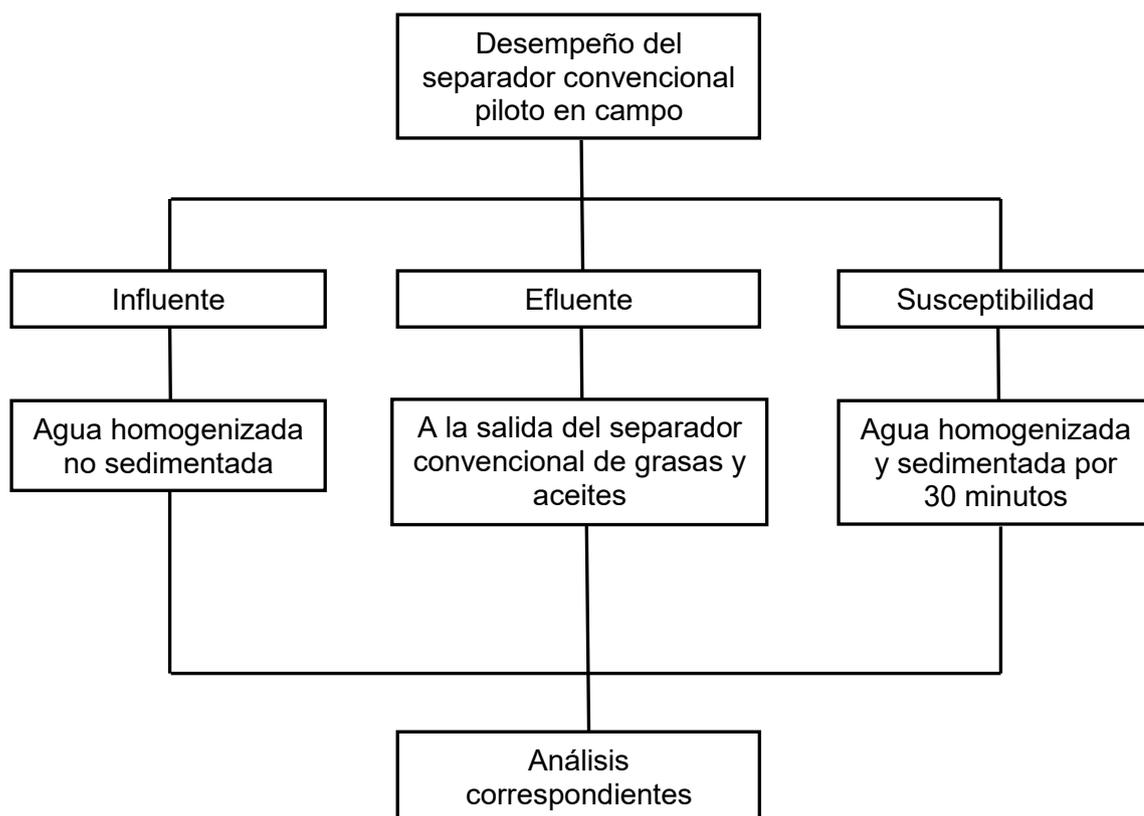 Desempeño del
separador convencional
piloto en campo
Influente
Efluente
Susceptibilidad
Agua homogenizada
no sedimentada
A la salida del separador
convencional de grasas y
aceites
Agua homogenizada
y sedimentada por
30 minutos
Análisis
correspondientes